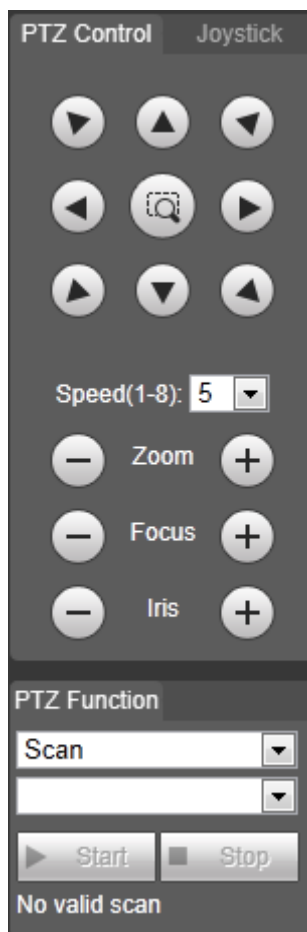 PTZ Control Joystick
Speed(1-8): 5
Zoom
Focus
Iris
PTZ Function
Scan
Start Stop
No valid scan